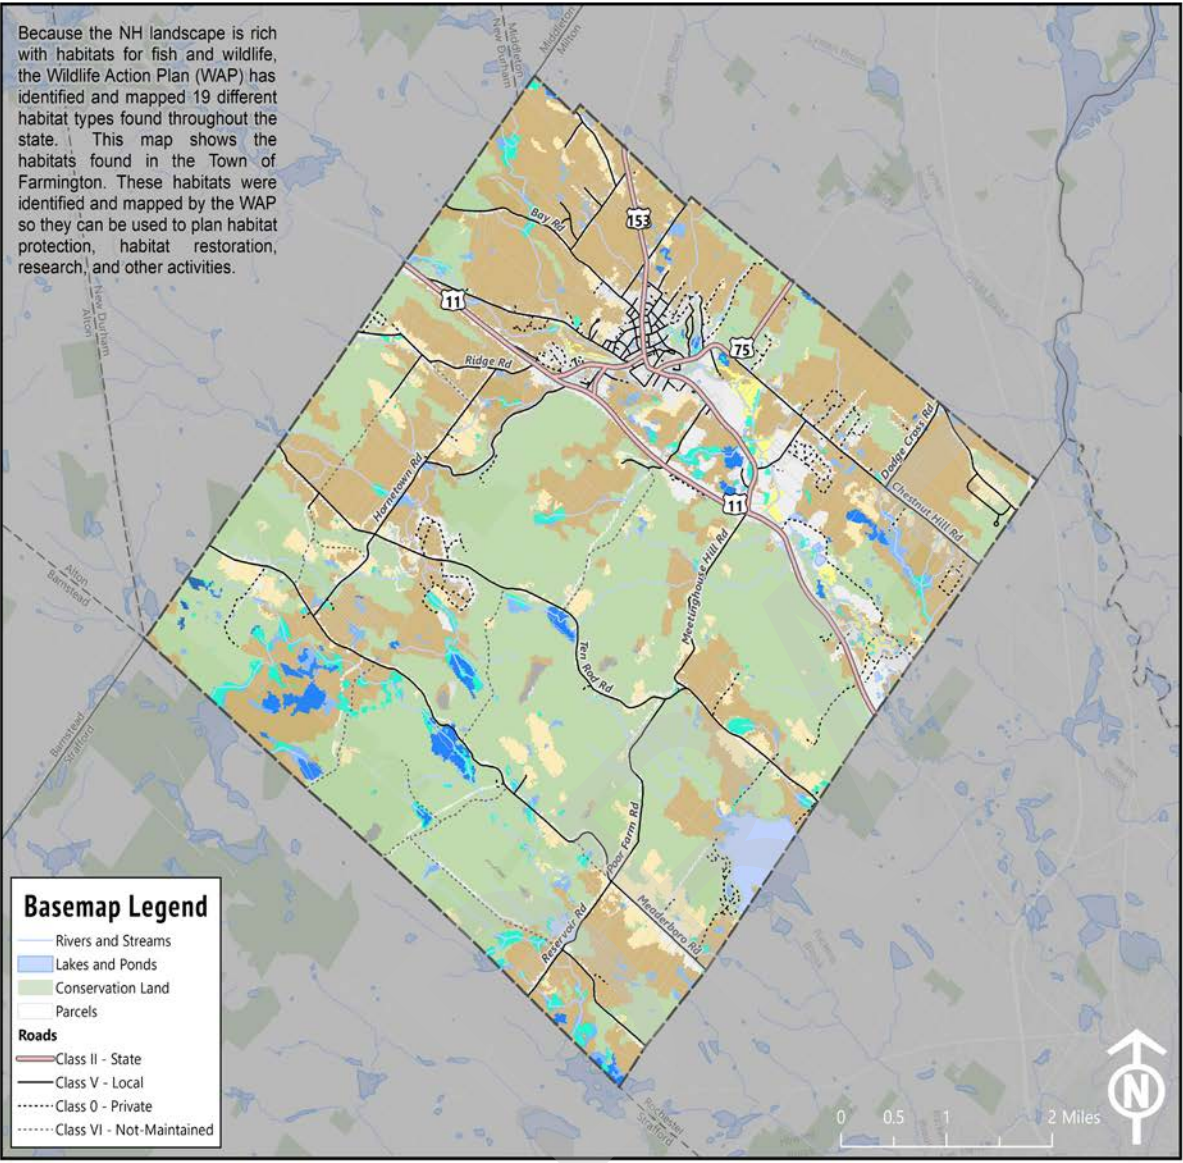 Because the NH landscape is rich
with habitats for fish and wildlife,
the Wildlife Action Plan (WAP) has
identified and mapped 19 different
habitat types found throughout the
state. This map shows the
habitats found in the Town of
Farmington. These habitats were
identified and mapped by the WAP
so they can be used to plan habitat
protection, habitat restoration,
research, and other activities.
Middleton
New Durham
Middleton
Milton
New Durham
Alton
Alton
Barnstead
Barnstead
Strafford
Rochester
Strafford
153
Bay Rd
11
75
Ridge Rd
Dodge Cross Rd
Hornetown Rd
Chestnut Hill Rd
11
Meetinghouse Hill Rd
Ten Rod Rd
Poor Farm Rd
Meaderboro Rd
Reservoir Rd
Basemap Legend
Rivers and Streams
Lakes and Ponds
Conservation Land
Parcels
Roads
Class II - State
Class V - Local
Class 0 - Private
Class VI - Not-Maintained
0 0.5 1 2 Miles
N